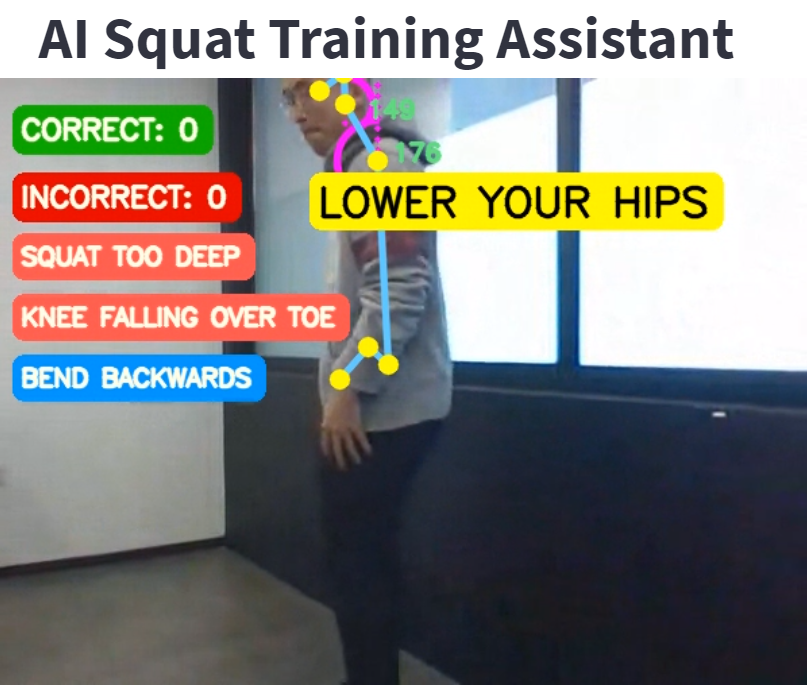 AI Squat Training Assistant
149
CORRECT: 0
176
INCORRECT: 0
LOWER YOUR HIPS
SQUAT TOO DEEP
KNEE FALLING OVER TOE
BEND BACKWARDS